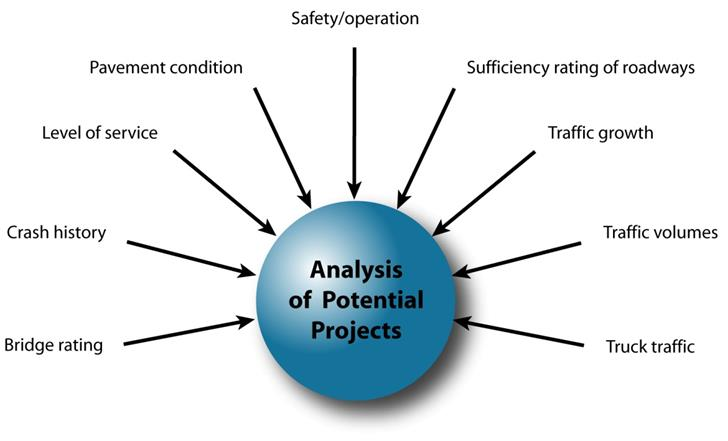 Safety/operation
Pavement condition
Sufficiency rating of roadways
Level of service
Traffic growth
Crash history
Traffic volumes
Analysis
of Potential
Projects
Bridge rating
Truck traffic